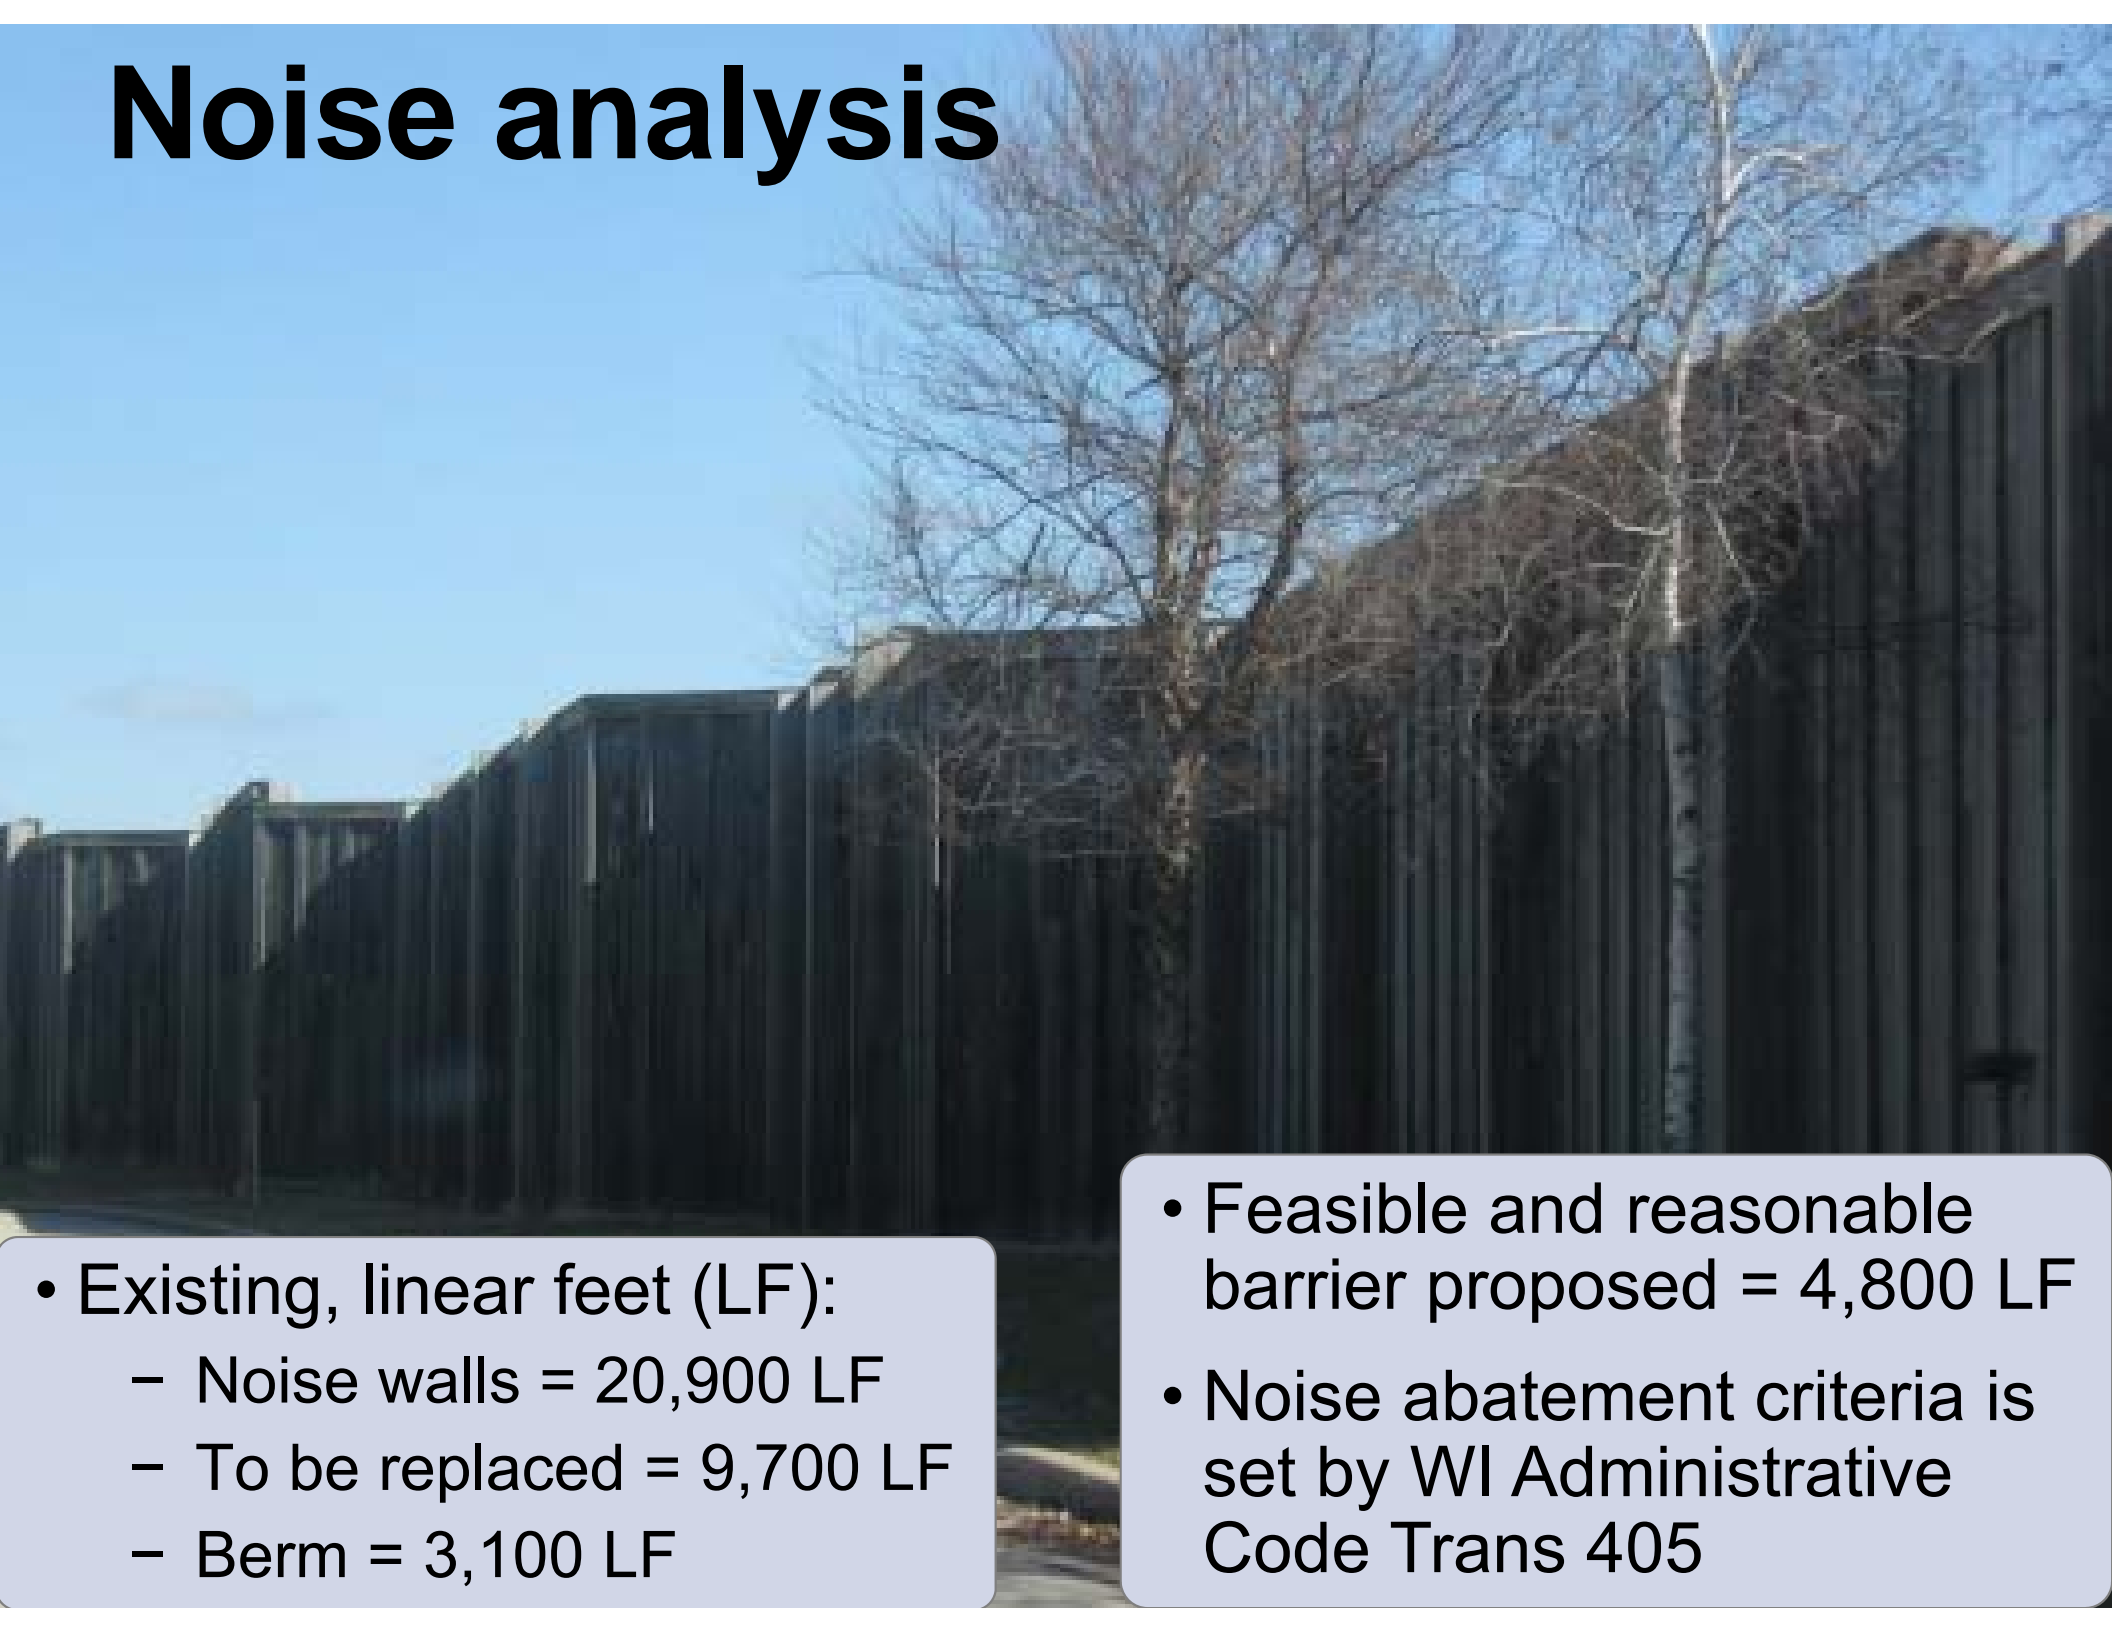 Noise analysis
• Existing, linear feet (LF):
− Noise walls = 20,900 LF
− To be replaced = 9,700 LF
− Berm = 3,100 LF
• Feasible and reasonable
barrier proposed = 4,800 LF
• Noise abatement criteria is
set by WI Administrative
Code Trans 405